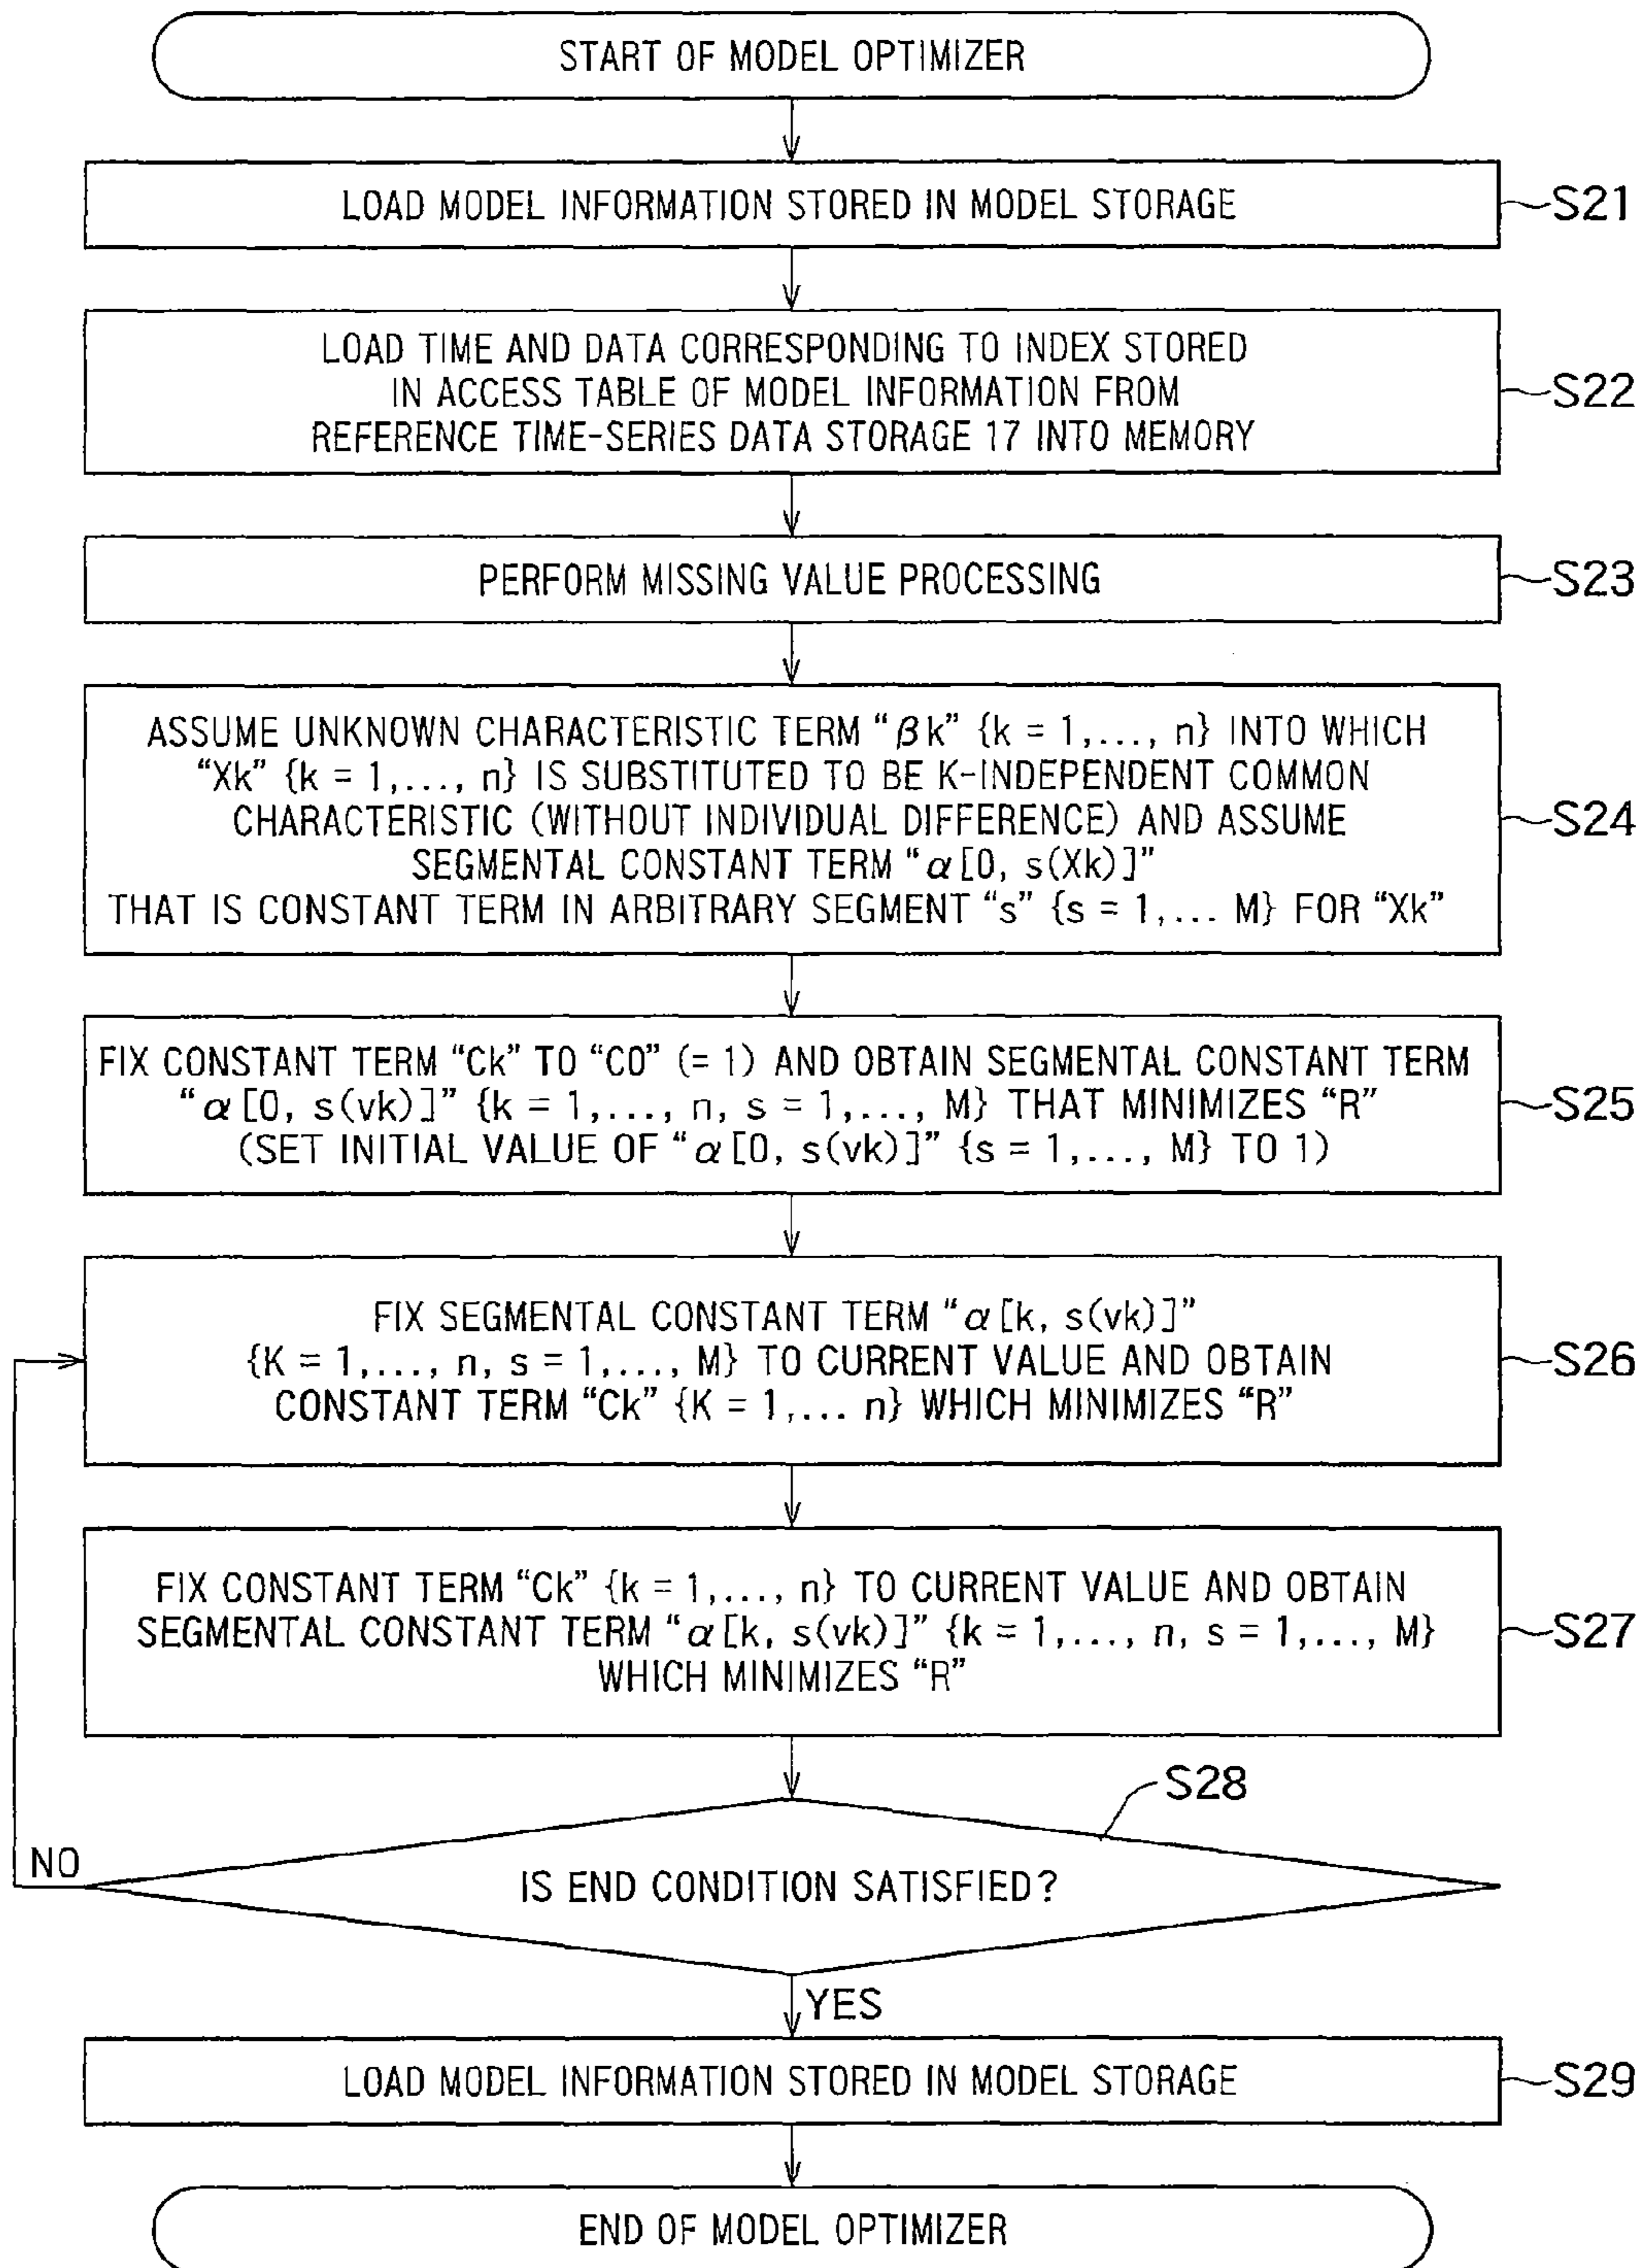 START OF MODEL OPTIMIZER
LOAD MODEL INFORMATION STORED IN MODEL STORAGE
S21
LOAD TIME AND DATA CORRESPONDING TO INDEX STORED
IN ACCESS TABLE OF MODEL INFORMATION FROM
REFERENCE TIME-SERIES DATA STORAGE 17 INTO MEMORY
S22
PERFORM MISSING VALUE PROCESSING
S23
ASSUME UNKNOWN CHARACTERISTIC TERM “βk” {k = 1,..., n} INTO WHICH
“Xk” {k = 1,..., n} IS SUBSTITUTED TO BE K-INDEPENDENT COMMON
CHARACTERISTIC (WITHOUT INDIVIDUAL DIFFERENCE) AND ASSUME
SEGMENTAL CONSTANT TERM “α[0, s(Xk)]”
THAT IS CONSTANT TERM IN ARBITRARY SEGMENT “s” {s = 1,... M} FOR “Xk”
S24
FIX CONSTANT TERM “Ck” TO “C0” (= 1) AND OBTAIN SEGMENTAL CONSTANT TERM
“α[0, s(vk)]” {k = 1,..., n, s = 1,..., M} THAT MINIMIZES “R”
(SET INITIAL VALUE OF “α[0, s(vk)]” {s = 1,..., M} TO 1)
S25
FIX SEGMENTAL CONSTANT TERM “α[k, s(vk)]”
{K = 1,..., n, s = 1,..., M} TO CURRENT VALUE AND OBTAIN
CONSTANT TERM “Ck” {K = 1,... n} WHICH MINIMIZES “R”
S26
FIX CONSTANT TERM “Ck” {k = 1,..., n} TO CURRENT VALUE AND OBTAIN
SEGMENTAL CONSTANT TERM “α[k, s(vk)]” {k = 1,..., n, s = 1,..., M}
WHICH MINIMIZES “R”
S27
S28
NO
IS END CONDITION SATISFIED?
YES
LOAD MODEL INFORMATION STORED IN MODEL STORAGE
S29
END OF MODEL OPTIMIZER